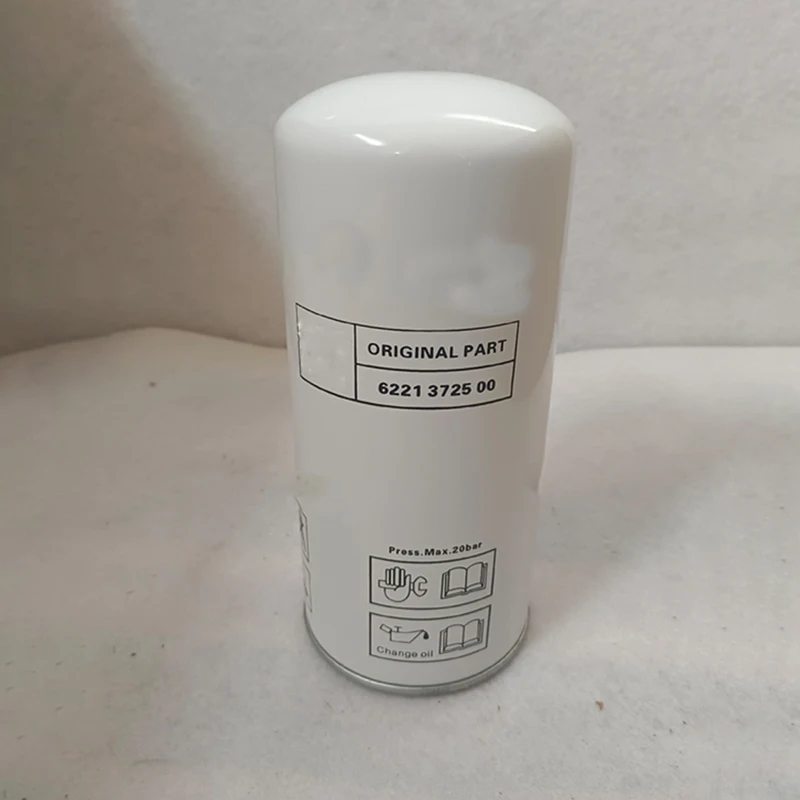 ORIGINAL PART
6221 3725 00
Press.Max.20bar
Change oil